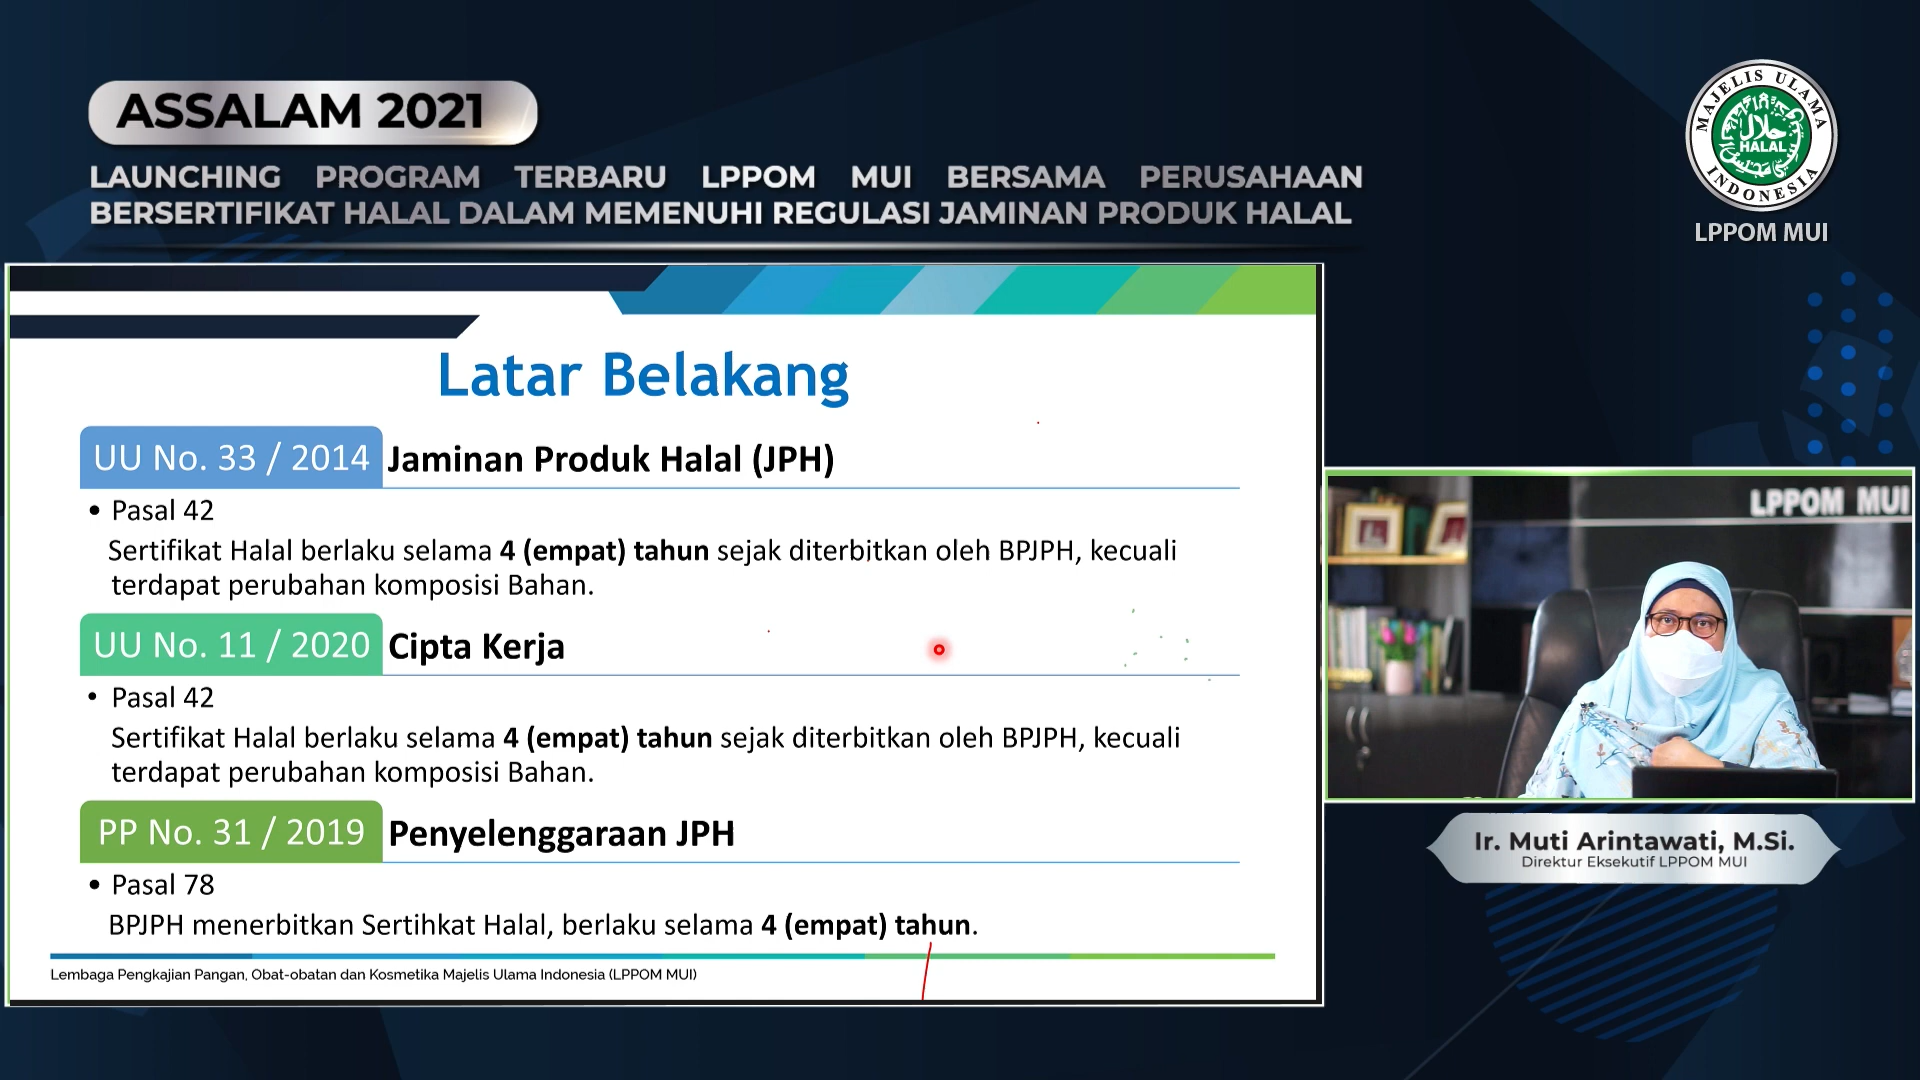 ASSALAM 2021
LAUNCHING PROGRAM TERBARU LPPOM MUI BERSAMA PERUSAHAAN
BERSERTIFIKAT HALAL DALAM MEMENUHI REGULASI JAMINAN PRODUK HALAL
MAJELIS ULAMA
حلال
HALAL
INDONESIA
LPPOM MUI
Latar Belakang
UU No. 33 / 2014 Jaminan Produk Halal (JPH)
• Pasal 42
Sertifikat Halal berlaku selama 4 (empat) tahun sejak diterbitkan oleh BPJPH, kecuali
terdapat perubahan komposisi Bahan.
UU No. 11 / 2020 Cipta Kerja
• Pasal 42
Sertifikat Halal berlaku selama 4 (empat) tahun sejak diterbitkan oleh BPJPH, kecuali
terdapat perubahan komposisi Bahan.
PP No. 31 / 2019 Penyelenggaraan JPH
• Pasal 78
BPJPH menerbitkan Sertihkat Halal, berlaku selama 4 (empat) tahun.
Lembaga Pengkajian Pangan, Obat-obatan dan Kosmetika Majelis Ulama Indonesia (LPPOM MUI)
LPPOM MUI
Ir. Muti Arintawati, M.Si.
Direktur Eksekutif LPPOM MUI